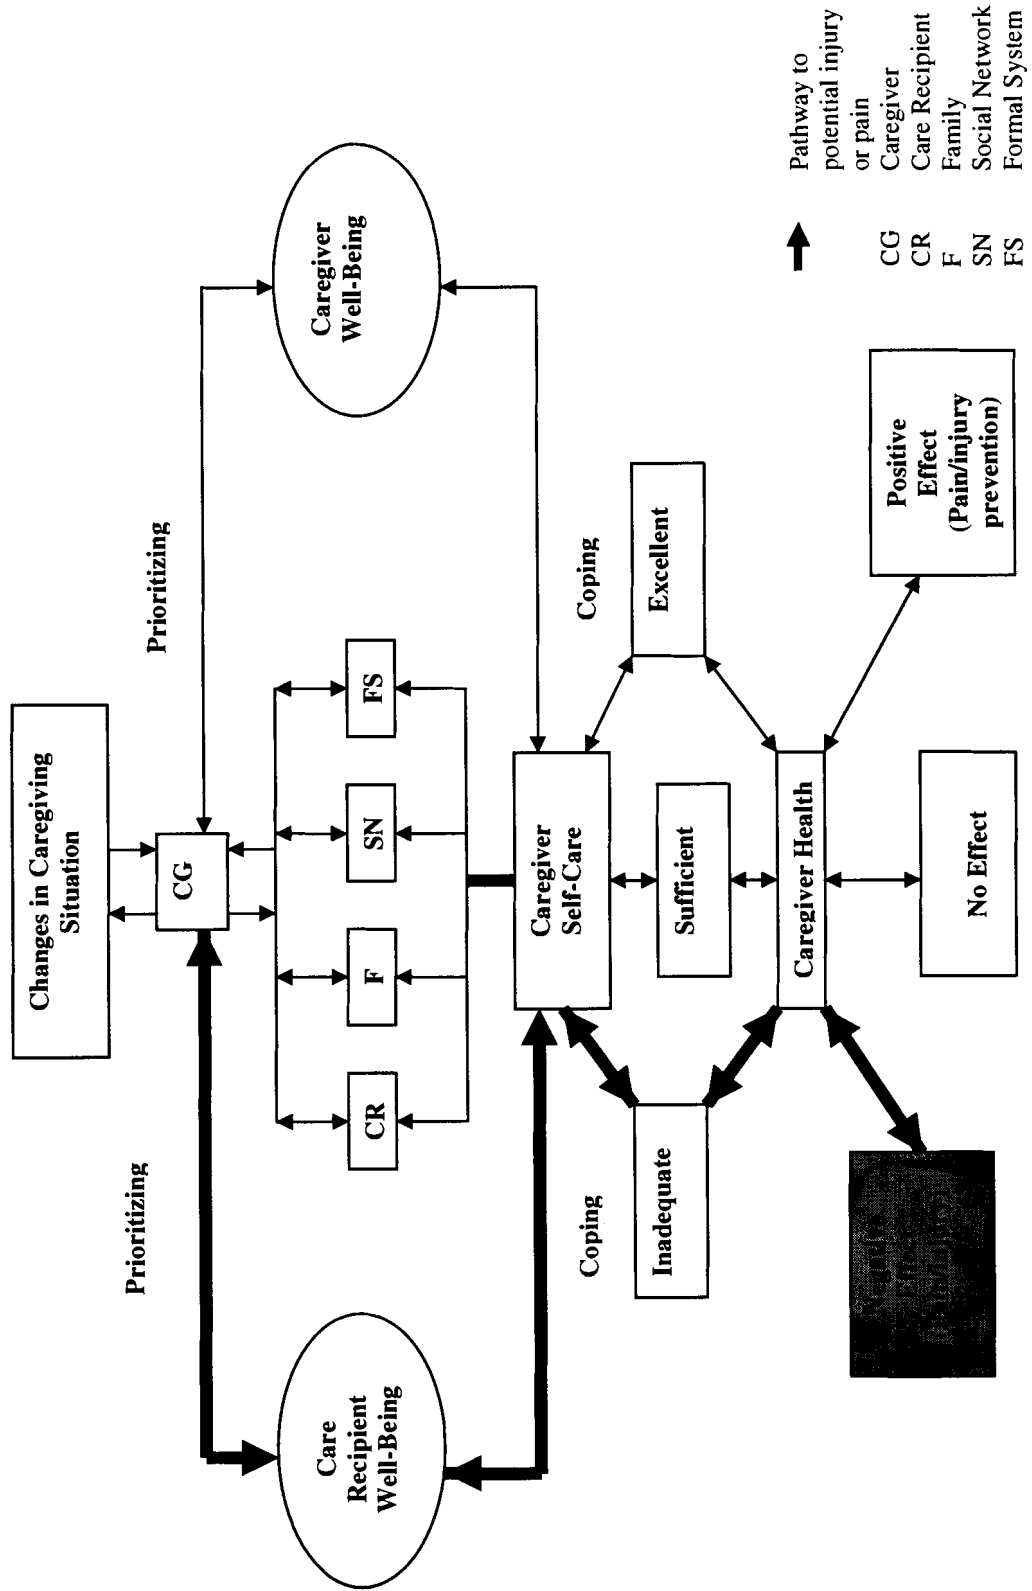 Changes in Caregiving
Situation
Prioritizing
Prioritizing
CG
Care
Recipient
Well-Being
Caregiver
Well-Being
CR
F
SN
FS
Caregiver
Self-Care
Coping
Coping
Inadequate
Sufficient
Excellent
Caregiver Health
No Effect
Positive
Effect
(Pain/injury
prevention)
Pathway to
potential injury
or pain
CG Caregiver
CR Care Recipient
F Family
SN Social Network
FS Formal System